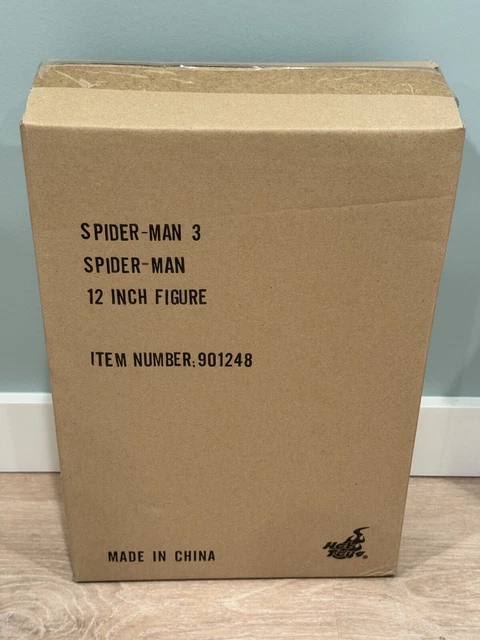 SPIDER-MAN 3
SPIDER-MAN
12 INCH FIGURE
ITEM NUMBER:901248
MADE IN CHINA
Hot
Toys®